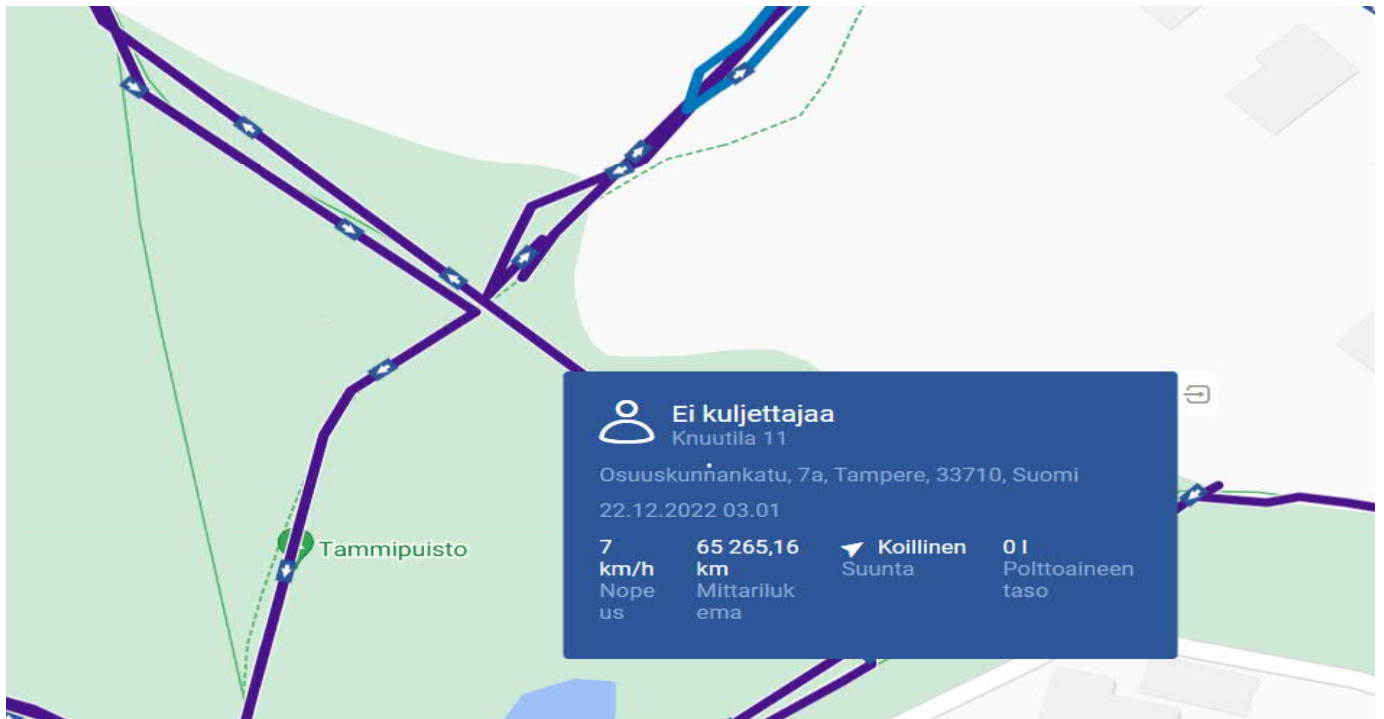 Ei kuljettajaa
Knuutila 11
Osuuskunnankatu, 7a, Tampere, 33710, Suomi
22.12.2022 03.01
7 65 265,16 Koillinen 0 l
km/h km Suunta Polttoaineen
Nope Mittariluk taso
us ema
Tammipuisto